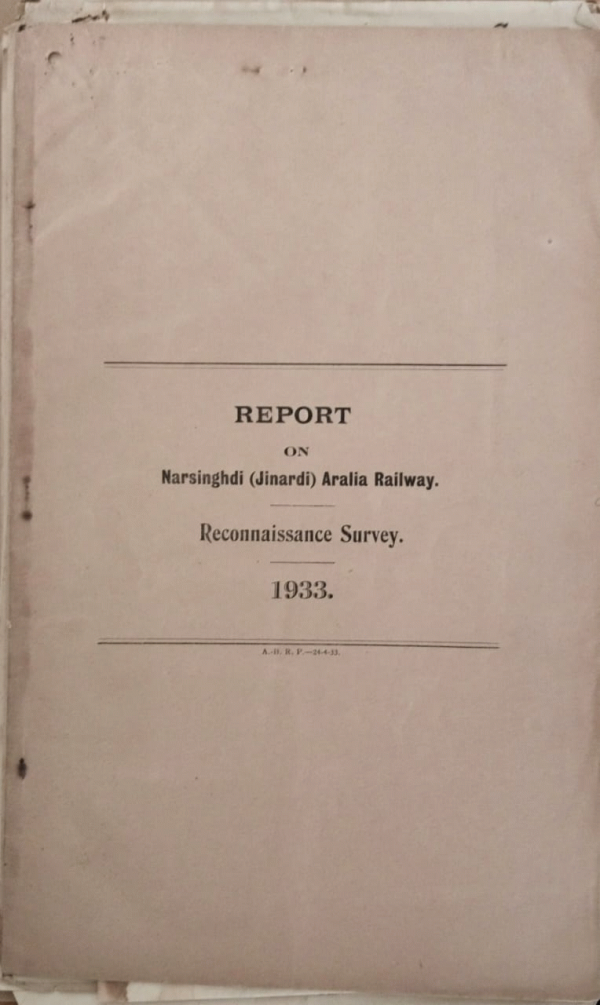 REPORT
ON
Narsinghdi (Jinardi) Aralia Railway.
Reconnaissance Survey.
1933.